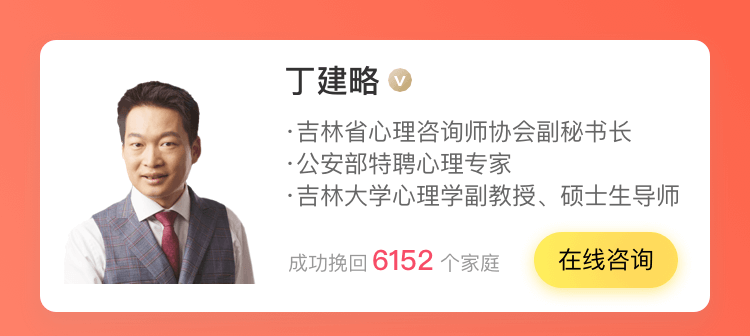 丁建略
·吉林省心理咨询师协会副秘书长
·公安部特聘心理专家
·吉林大学心理学副教授、硕士生导师
成功挽回 6152 个家庭
在线咨询